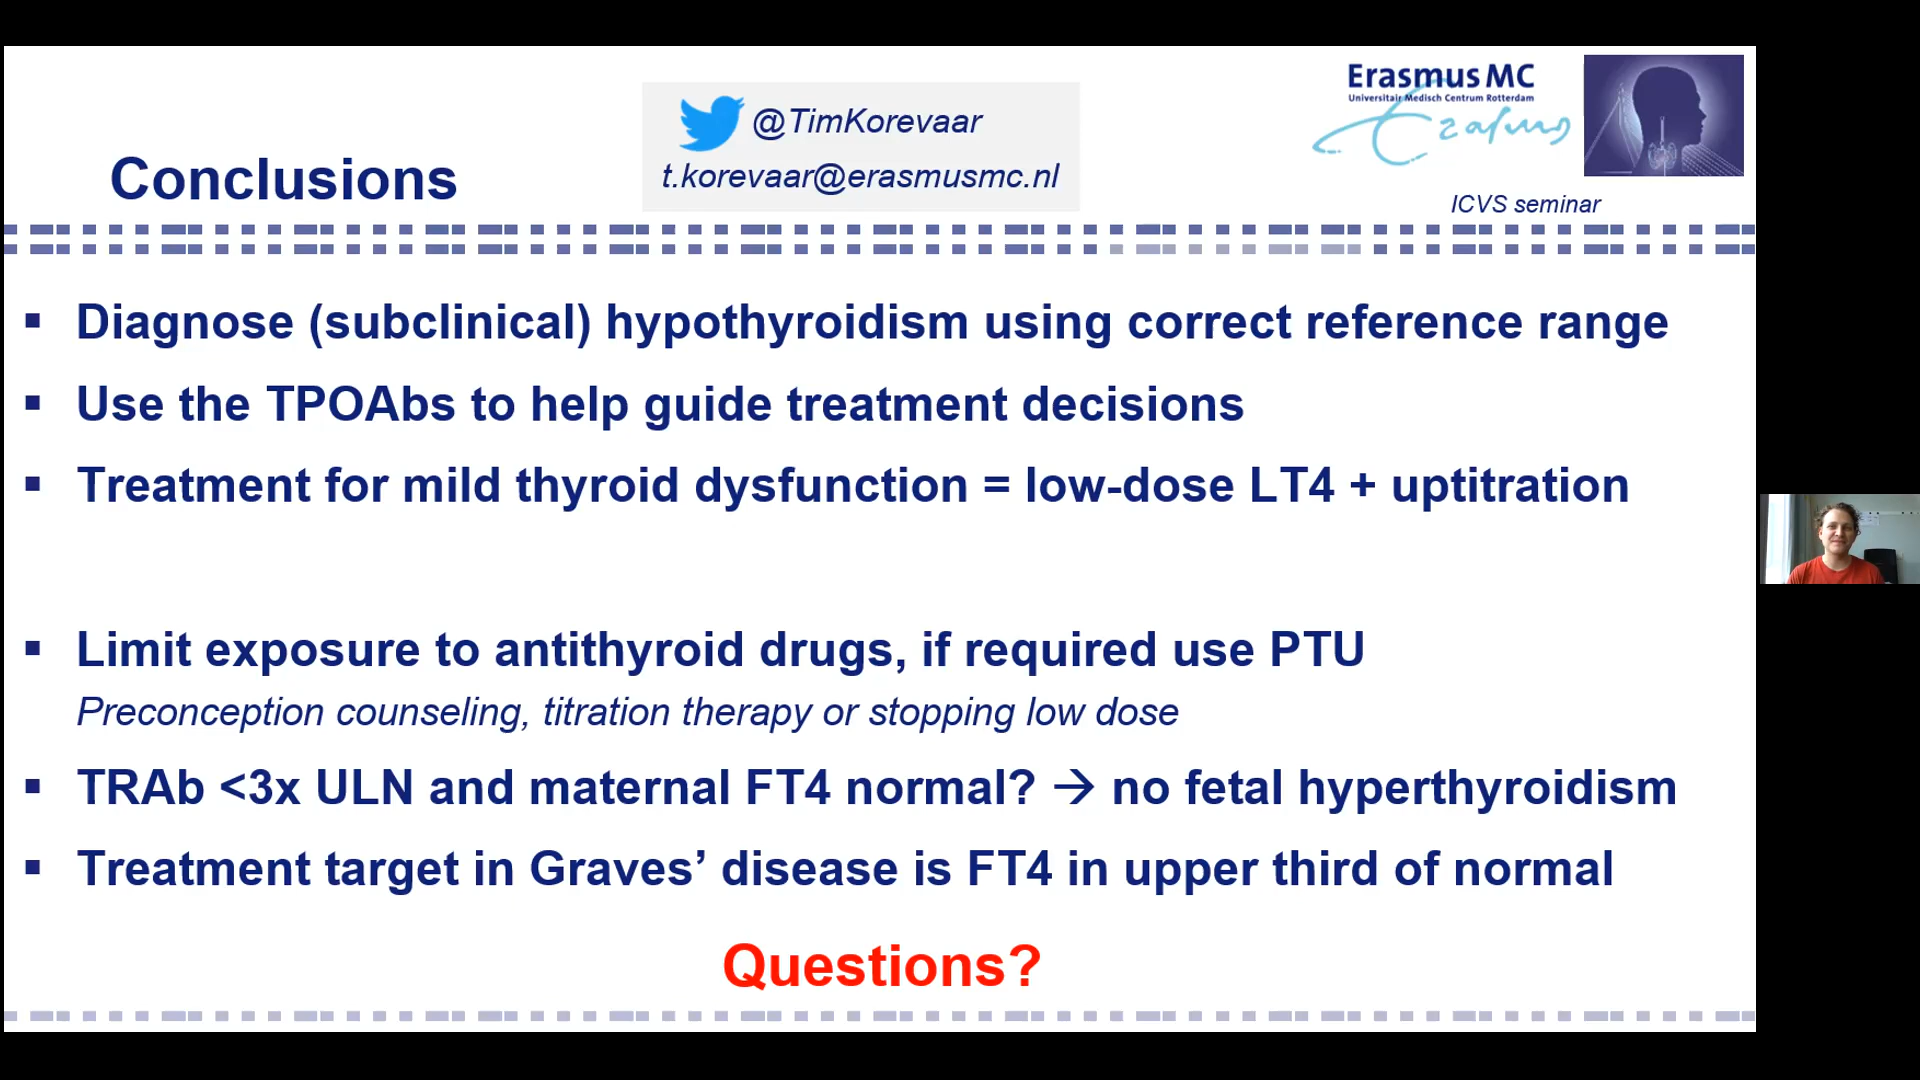 Erasmus MC
Universitair Medisch Centrum Rotterdam
Erasmus
@TimKorevaar
t.korevaar@erasmusmc.nl
Conclusions
ICVS seminar
▪ Diagnose (subclinical) hypothyroidism using correct reference range
▪ Use the TPOAbs to help guide treatment decisions
▪ Treatment for mild thyroid dysfunction = low-dose LT4 + uptitration
▪ Limit exposure to antithyroid drugs, if required use PTU
Preconception counseling, titration therapy or stopping low dose
▪ TRAb <3x ULN and maternal FT4 normal? → no fetal hyperthyroidism
▪ Treatment target in Graves’ disease is FT4 in upper third of normal
Questions?